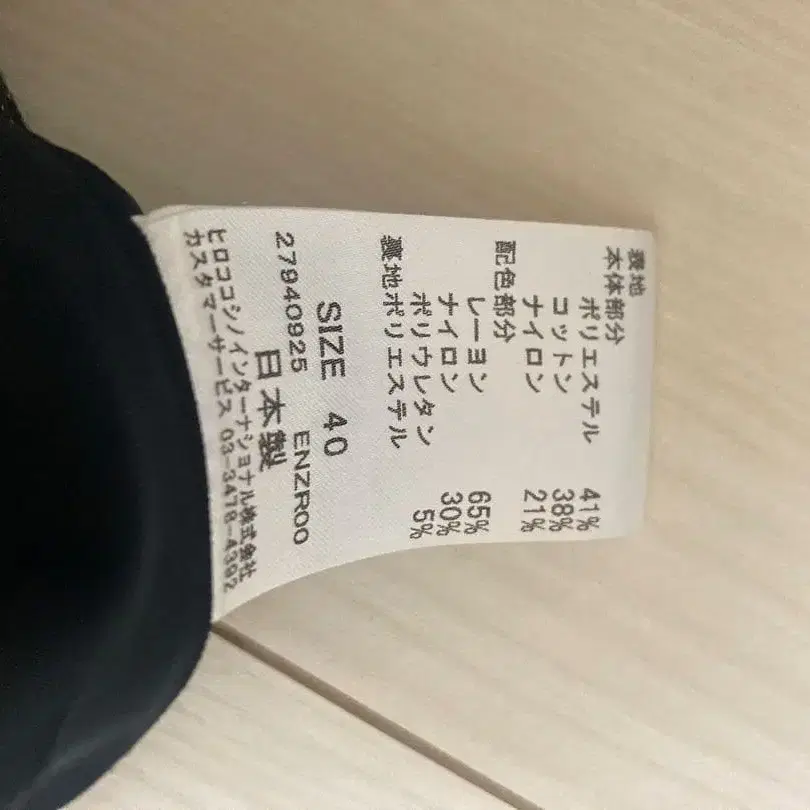 表地
本体部分
ポリエステル 41%
コットン 38%
ナイロン 21%
配色部分
レーヨン 65%
ナイロン 30%
ポリウレタン 5%
裏地ポリエステル
SIZE 40
27940925 ENZROO
日本製
ヒロココシノインターナショナル株式会社
カスタマーサービス 03-3478-4392